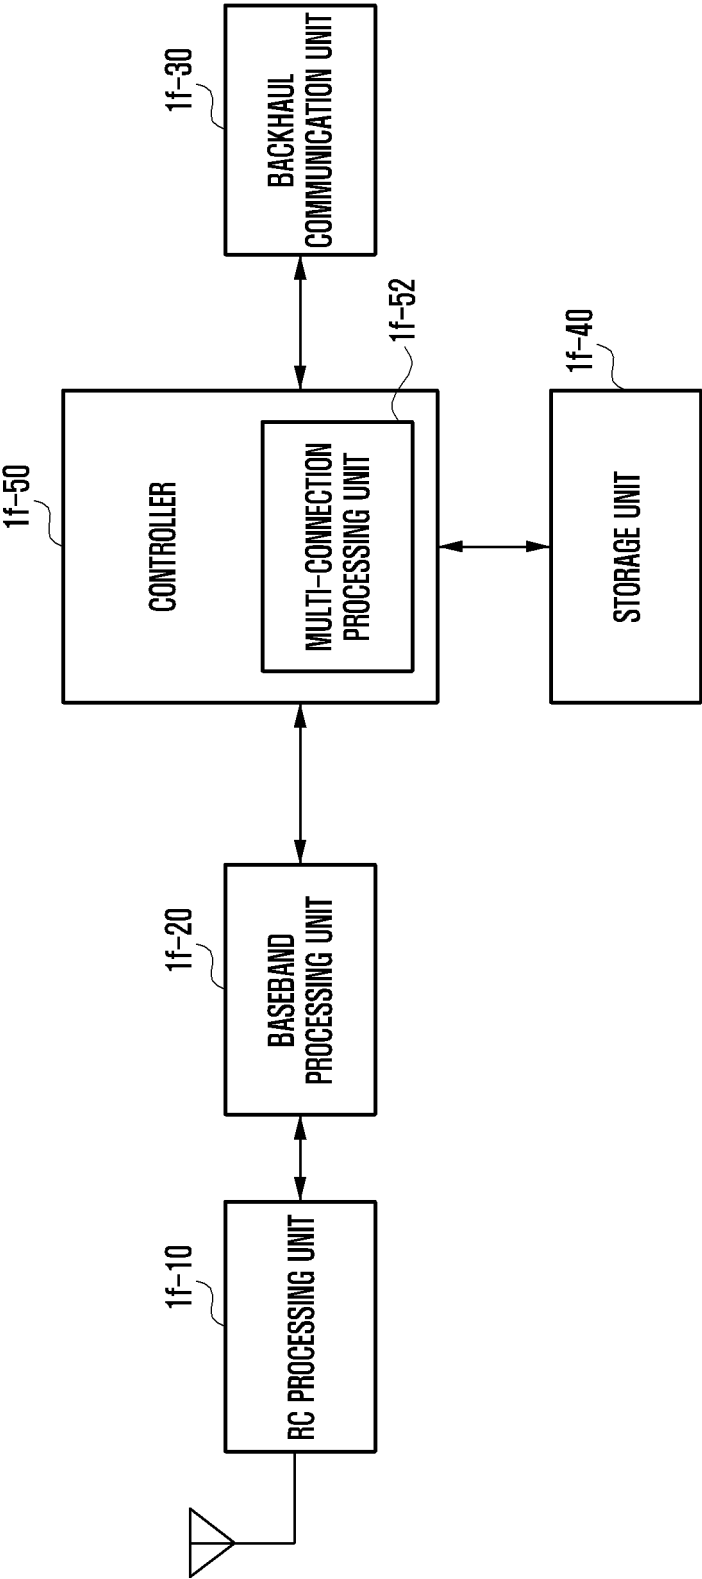 1f-50
CONTROLLER
1f-10
RC PROCESSING UNIT
1f-20
BASEBAND
PROCESSING UNIT
MULTI-CONNECTION
PROCESSING UNIT
1f-52
1f-30
BACKHAUL
COMMUNICATION UNIT
1f-40
STORAGE UNIT